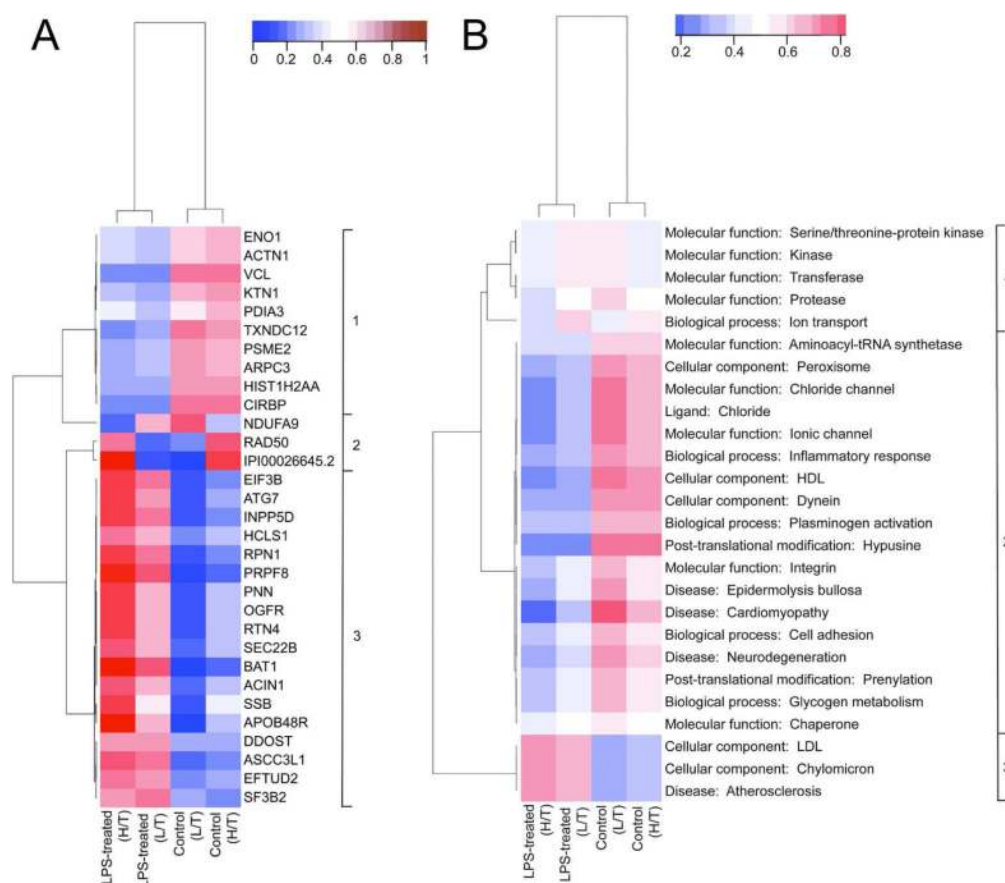 A
0 0.2 0.4 0.6 0.8 1
ENO1
ACTN1
VCL
KTN1
PDIA3
TXNDC12
PSME2
ARPC3
HIST1H2AA
CIRBP
NDUFA9
RAD50
IPI00026645.2
EIF3B
ATG7
INPP5D
HCLS1
RPN1
PRPF8
PNN
OGFR
RTN4
SEC22B
BAT1
ACIN1
SSB
APOB48R
DDOST
ASCC3L1
EFTUD2
SF3B2
1
2
3
LPS-treated
(H/T)
LPS-treated
(L/T)
Control
(L/T)
Control
(H/T)
B
0.2 0.4 0.6 0.8
Molecular function: Serine/threonine-protein kinase
Molecular function: Kinase
Molecular function: Transferase
Molecular function: Protease
Biological process: Ion transport
Molecular function: Aminoacyl-tRNA synthetase
Cellular component: Peroxisome
Molecular function: Chloride channel
Ligand: Chloride
Molecular function: Ionic channel
Biological process: Inflammatory response
Cellular component: HDL
Cellular component: Dynein
Biological process: Plasminogen activation
Post-translational modification: Hypusine
Molecular function: Integrin
Disease: Epidermolysis bullosa
Disease: Cardiomyopathy
Biological process: Cell adhesion
Disease: Neurodegeneration
Post-translational modification: Prenylation
Biological process: Glycogen metabolism
Molecular function: Chaperone
Cellular component: LDL
Cellular component: Chylomicron
Disease: Atherosclerosis
LPS-treated
(H/T)
LPS-treated
(L/T)
Control
(L/T)
Control
(H/T)